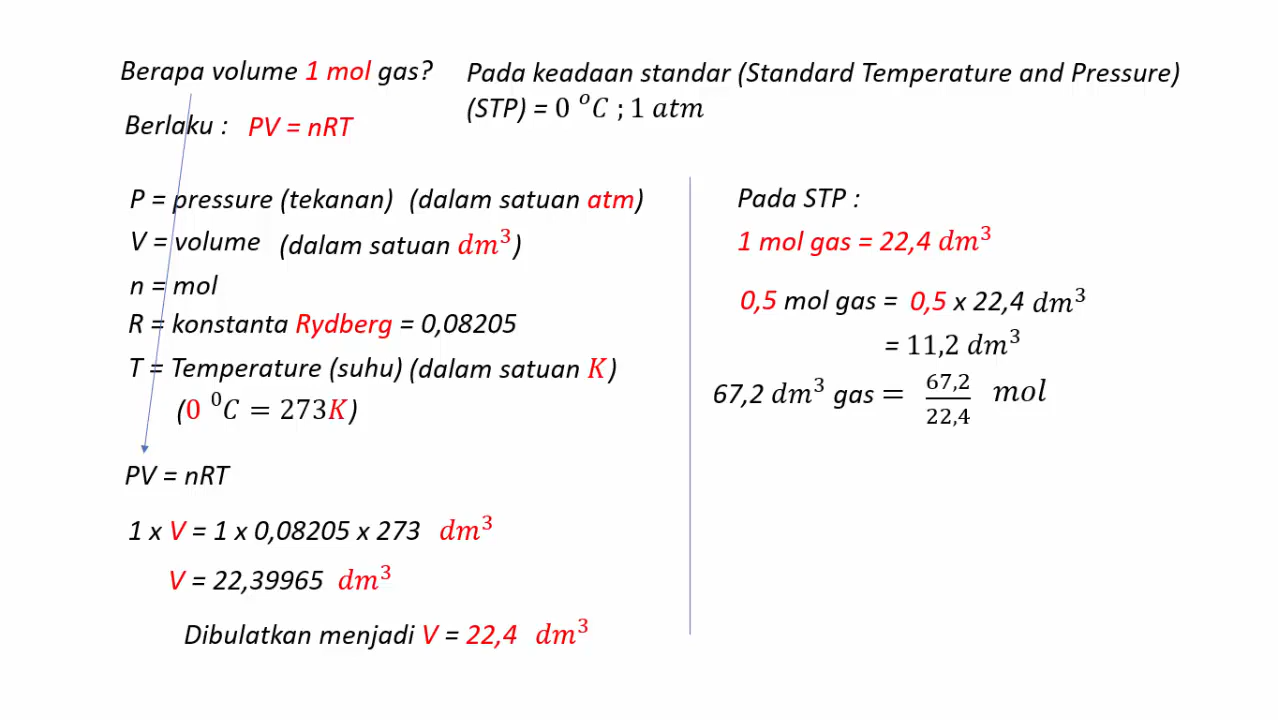 Berapa volume 1 mol gas?
Pada keadaan standar (Standard Temperature and Pressure)
(STP) = 0 °C ; 1 atm
Berlaku : PV = nRT
P = pressure (tekanan) (dalam satuan atm)
V = volume (dalam satuan dm³)
n = mol
R = konstanta Rydberg = 0,08205
T = Temperature (suhu) (dalam satuan K)
(0 ⁰C = 273K)
PV = nRT
1 x V = 1 x 0,08205 x 273 dm³
V = 22,39965 dm³
Dibulatkan menjadi V = 22,4 dm³
Pada STP :
1 mol gas = 22,4 dm³
0,5 mol gas = 0,5 x 22,4 dm³
= 11,2 dm³
67,2 dm³ gas = 67,2/22,4 mol